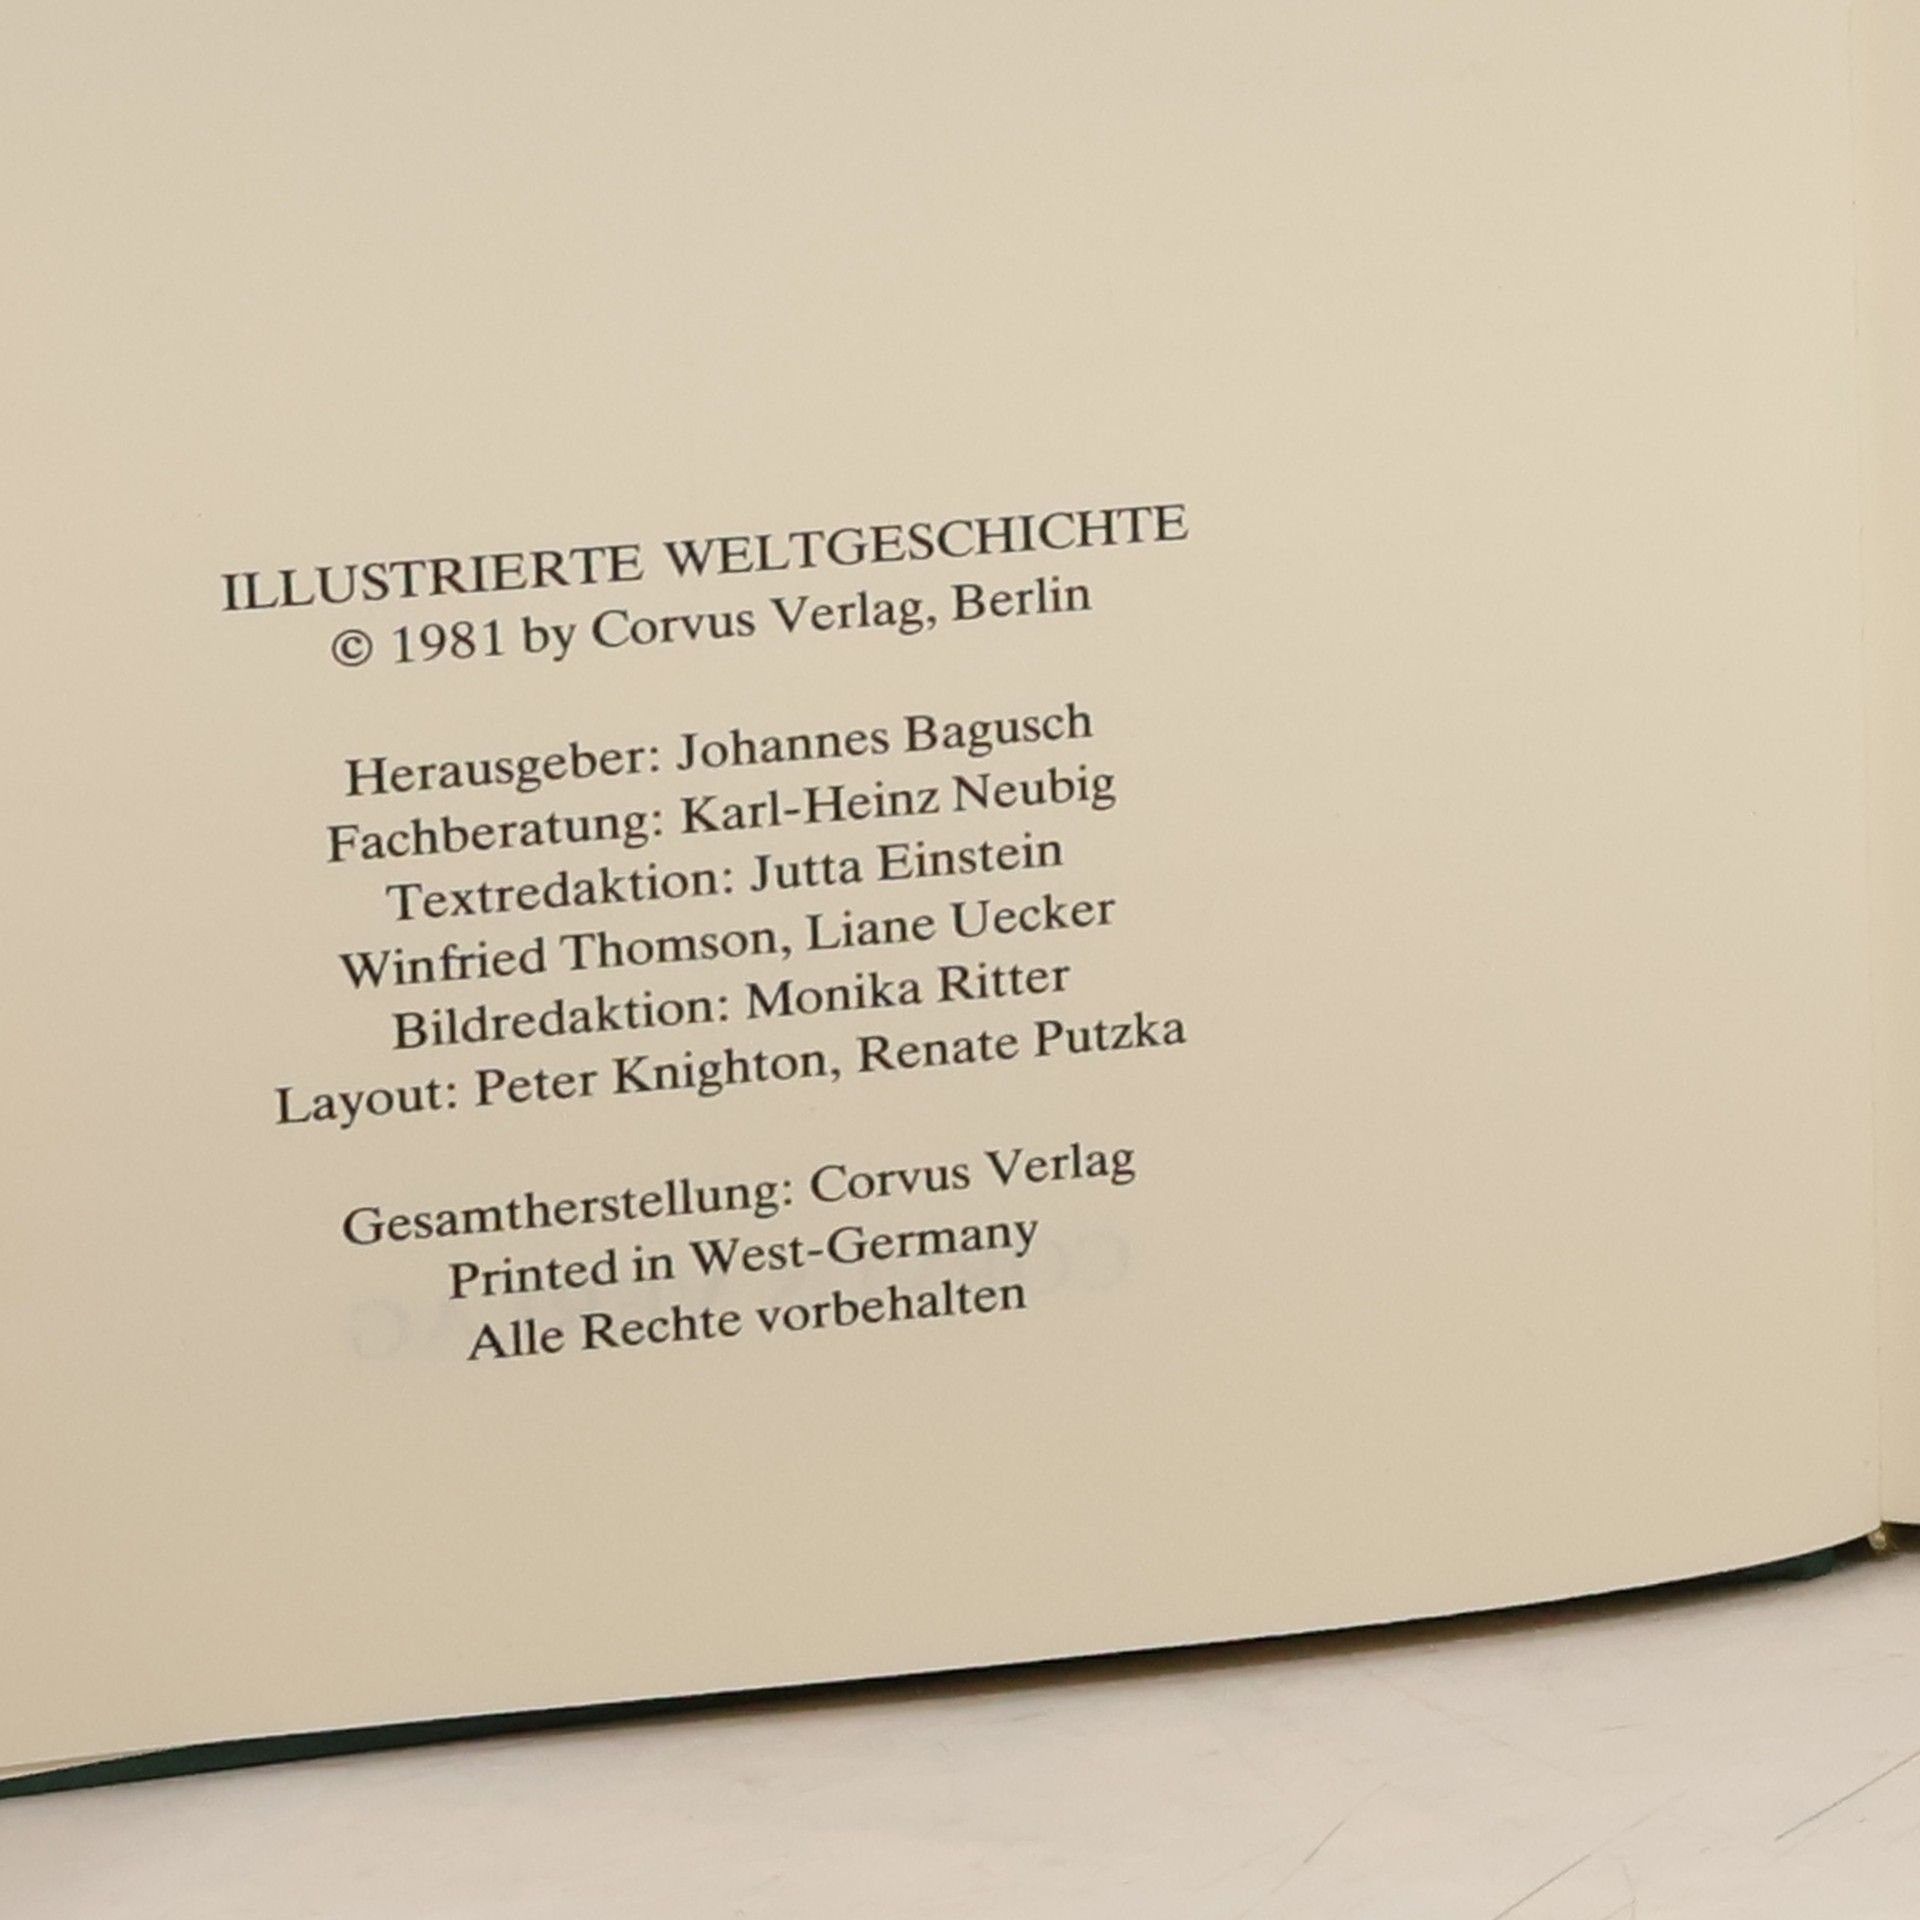 ILLUSTRIERTE WELTGESCHICHTE
© 1981 by Corvus Verlag, Berlin
Herausgeber: Johannes Bagusch
Fachberatung: Karl-Heinz Neubig
Textredaktion: Jutta Einstein
Winfried Thomson, Liane Uecker
Bildredaktion: Monika Ritter
Layout: Peter Knighton, Renate Putzka
Gesamtherstellung: Corvus Verlag
Printed in West-Germany
Alle Rechte vorbehalten